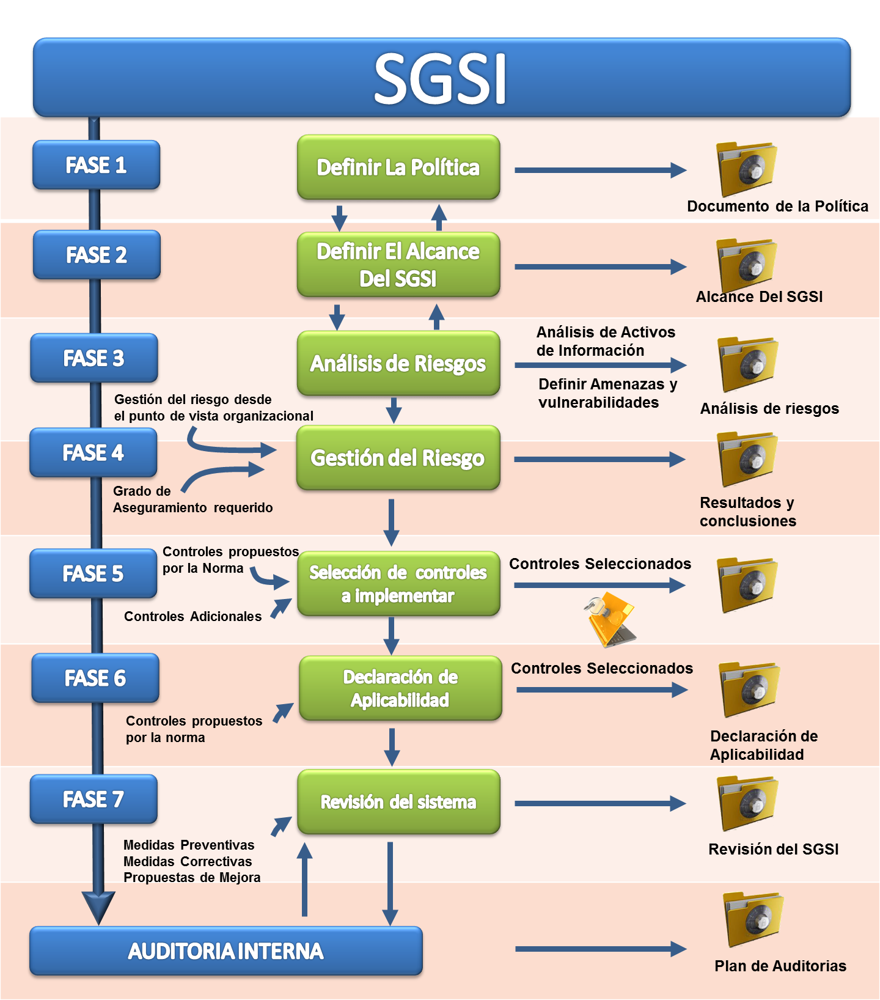 SGSI
FASE 1
Definir La Política
Documento de la Política
FASE 2
Definir El Alcance
Del SGSI
Alcance Del SGSI
FASE 3
Análisis de Riesgos
Análisis de Activos
de Información
Definir Amenazas y
vulnerabilidades
Análisis de riesgos
Gestión del riesgo desde
el punto de vista organizacional
FASE 4
Gestión del Riesgo
Grado de
Aseguramiento requerido
Resultados y
conclusiones
FASE 5
Controles propuestos
por la Norma
Controles Adicionales
Selección de controles
a implementar
Controles Seleccionados
FASE 6
Declaración de
Aplicabilidad
Controles Seleccionados
Controles propuestos
por la norma
Declaración de
Aplicabilidad
FASE 7
Revisión del sistema
Medidas Preventivas
Medidas Correctivas
Propuestas de Mejora
Revisión del SGSI
AUDITORIA INTERNA
Plan de Auditorias